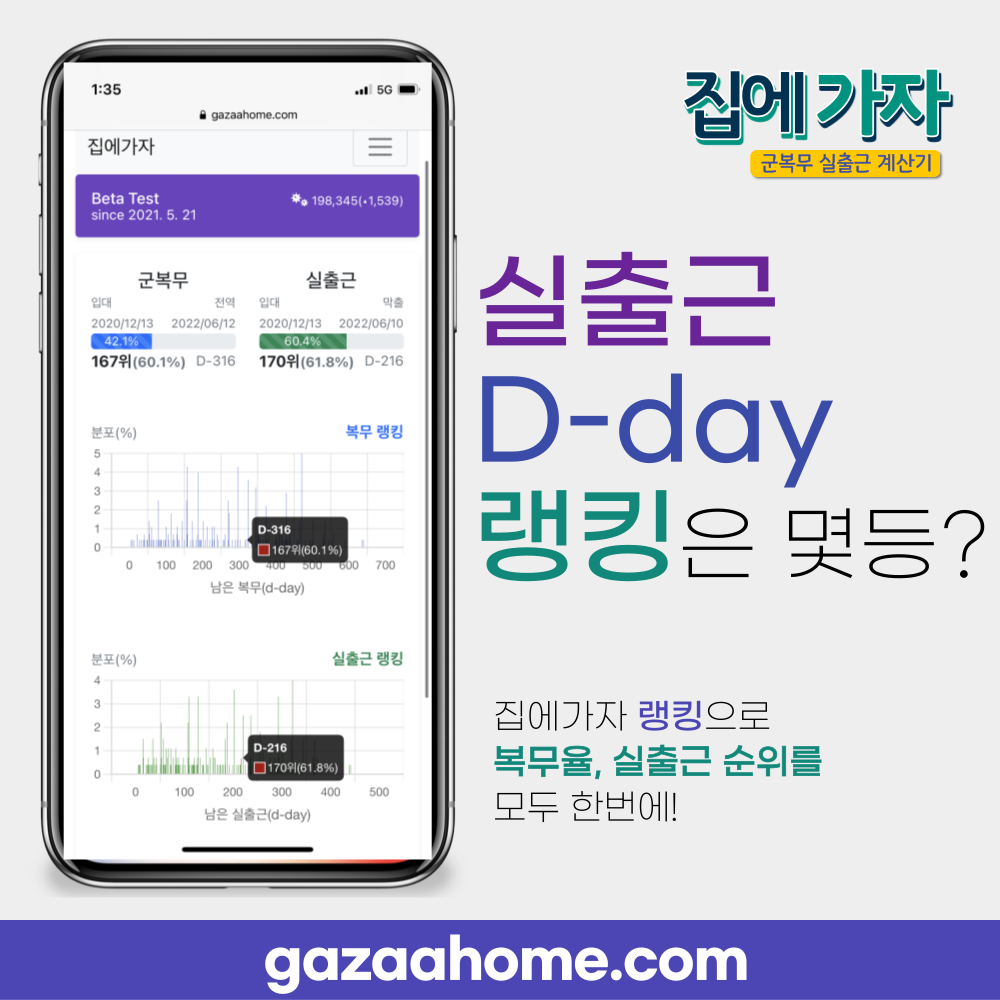 1:35
5G
gazaahome.com
집에가자
Beta Test
since 2021. 5. 21
198,345(▲1,539)
군복무
입대 전역
2020/12/13 2022/06/12
42.1%
167위(60.1%) D-316
실출근
입대 막출
2020/12/13 2022/06/10
60.4%
170위(61.8%) D-216
분포(%) 복무 랭킹
5
4
3
2
1
0
D-316
167위(60.1%)
0 100 200 300 400 500 600 700
남은 복무(d-day)
분포(%) 실출근 랭킹
4
3
2
1
0
D-216
170위(61.8%)
0 100 200 300 400 500
남은 실출근(d-day)
집에 가자
군복무 실출근 계산기
실출근
D-day
랭킹은 몇등?
집에가자 랭킹으로
복무율, 실출근 순위를
모두 한번에!
gazaahome.com